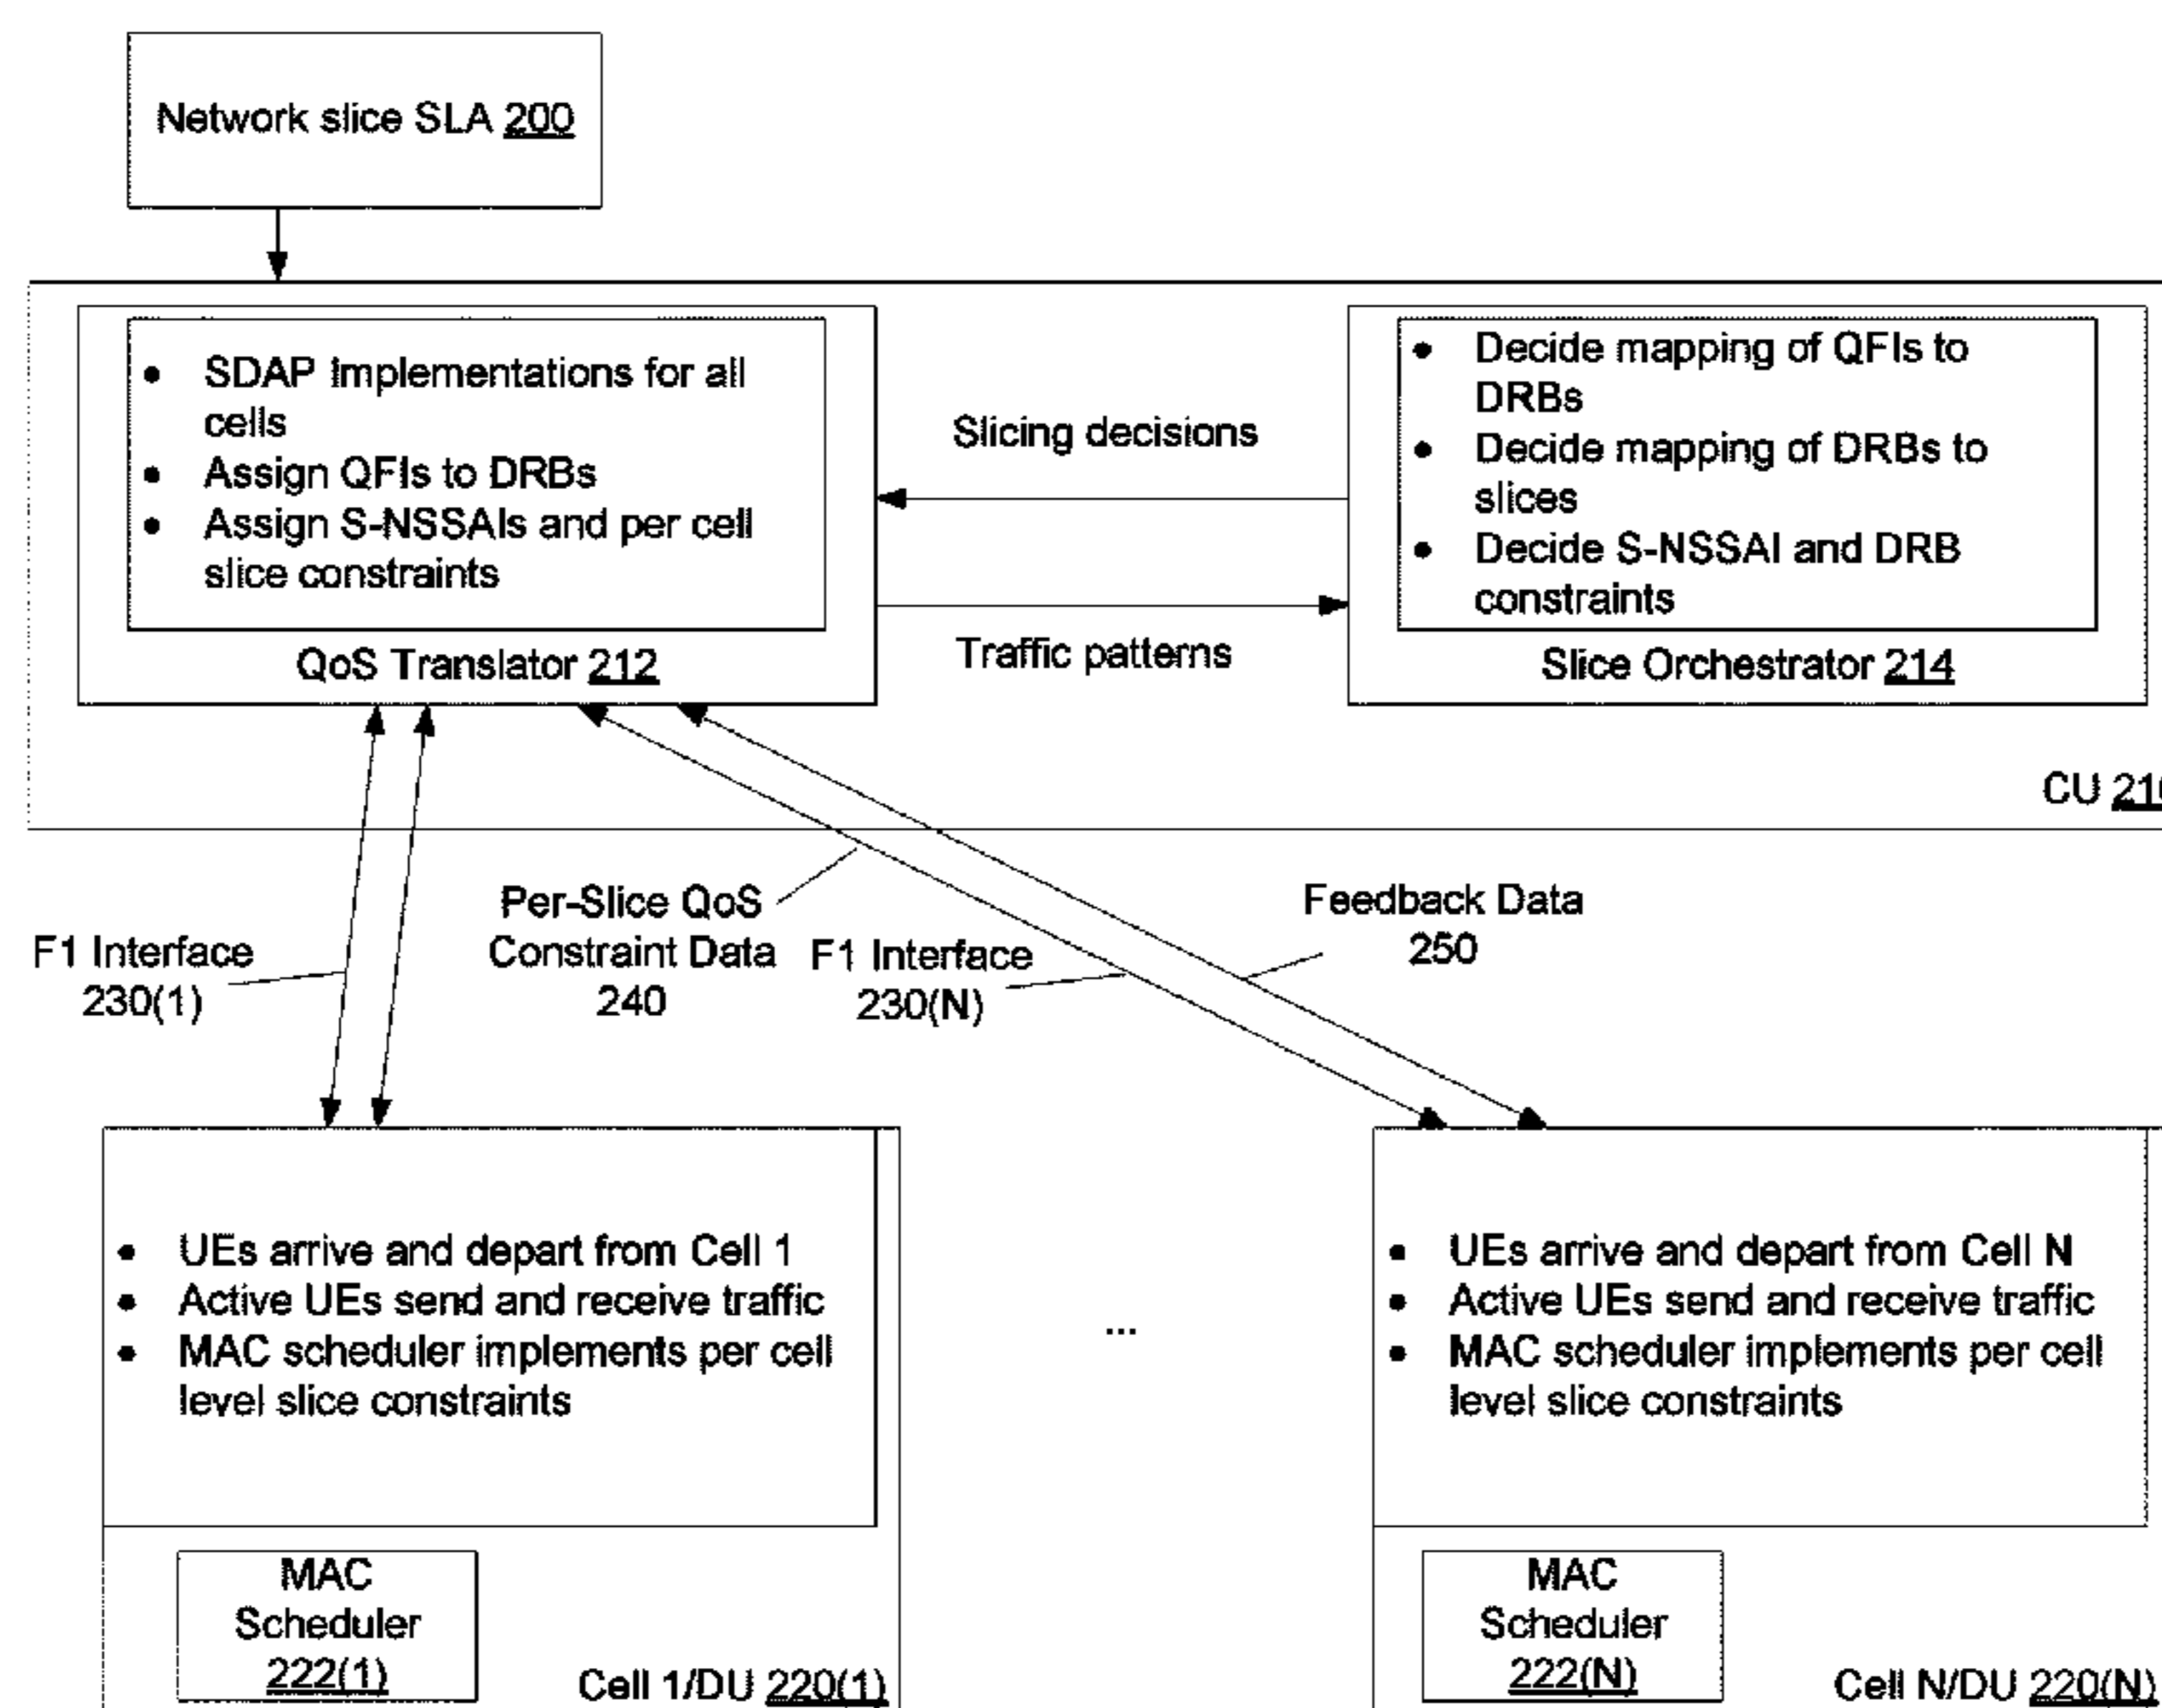 Network slice SLA 200
• SDAP Implementations for all
cells
• Assign QFIs to DRBs
• Assign S-NSSAIs and per cell
slice constraints
QoS Translator 212
Slicing decisions
Traffic patterns
• Decide mapping of QFIs to
DRBs
• Decide mapping of DRBs to
slices
• Decide S-NSSAI and DRB
constraints
Slice Orchestrator 214
CU
F1 Interface
230(1)
Per-Slice QoS
Constraint Data
240
F1 Interface
230(N)
Feedback Data
250
• UEs arrive and depart from Cell 1
• Active UEs send and receive traffic
• MAC scheduler implements per cell
level slice constraints
MAC
Scheduler
222(1)
Cell 1/DU 220(1)
...
• UEs arrive and depart from Cell N
• Active UEs send and receive traffic
• MAC scheduler implements per cell
level slice constraints
MAC
Scheduler
222(N)
Cell N/DU 220(N)